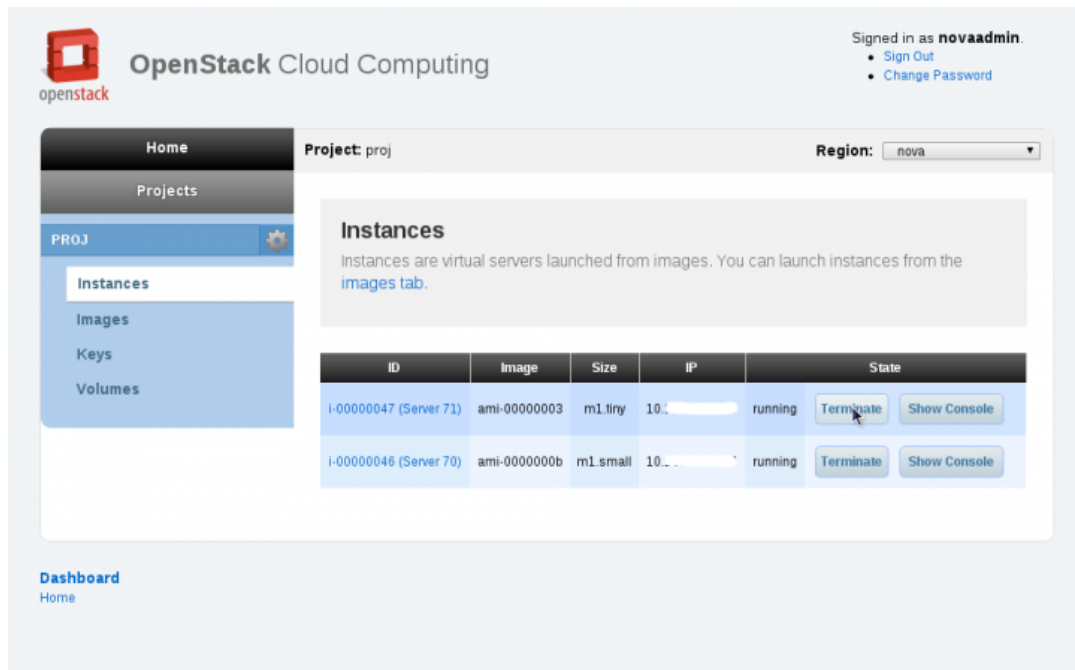 openstack
OpenStack Cloud Computing
Signed in as novaadmin.
Sign Out
Change Password
Home
Projects
PROJ
Instances
Images
Keys
Volumes
Project: proj
Region: nova
Instances
Instances are virtual servers launched from images. You can launch instances from the
images tab.
ID Image Size IP State
i-00000047 (Server 71) ami-00000003 m1.tiny 10. running Terminate Show Console
i-00000046 (Server 70) ami-0000000b m1.small 10. running Terminate Show Console
Dashboard
Home